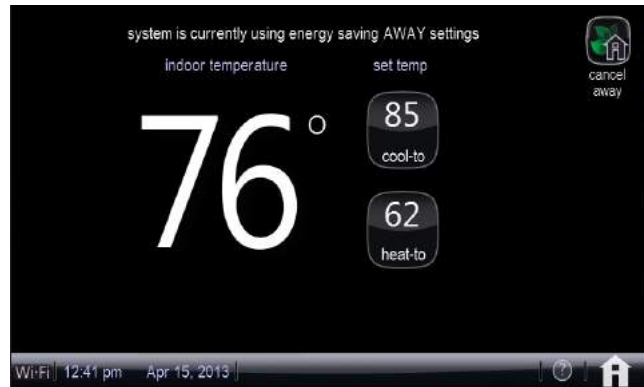 system is currently using energy saving AWAY settings
indoor temperature
set temp
cancel
away
76°
85
cool-to
62
heat-to
Wi-Fi
12:41 pm
Apr 15, 2013
?